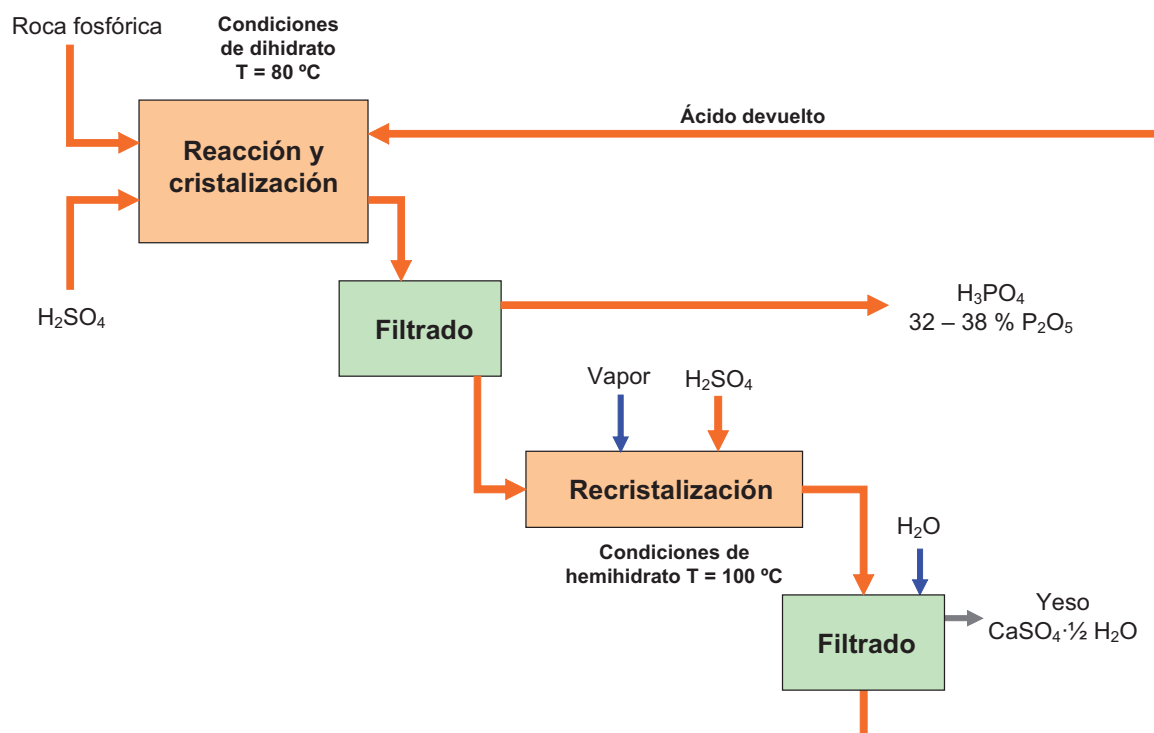 Roca fosfórica
Condiciones
de dihidrato
T = 80 ºC
Ácido devuelto
Reacción y
cristalización
H₂SO₄
Filtrado
H₃PO₄
32 – 38 % P₂O₅
Vapor
H₂SO₄
Recristalización
Condiciones de
hemihidrato T = 100 ºC
H₂O
Filtrado
Yeso
CaSO₄·½ H₂O